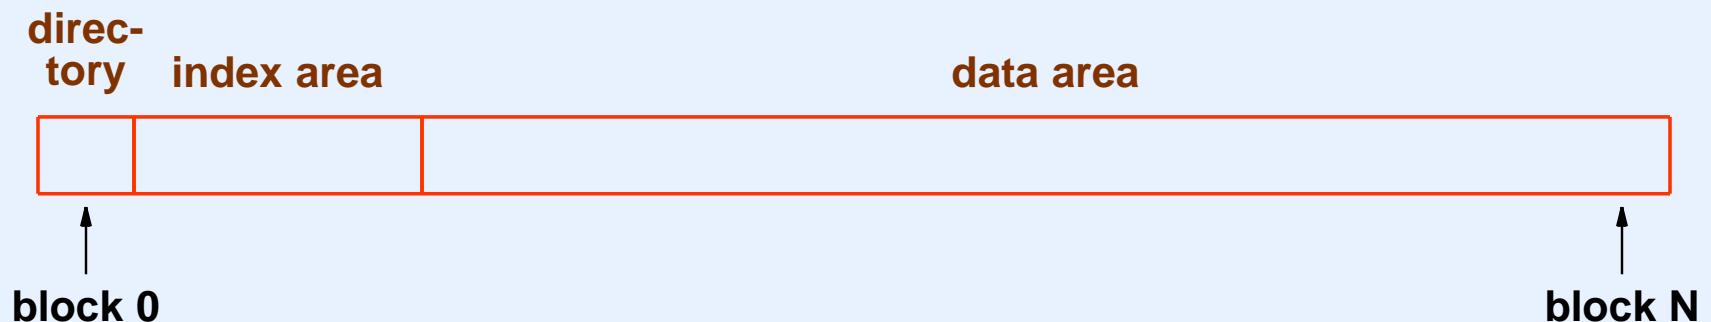 direc-
tory
index area
data area
block 0
block N